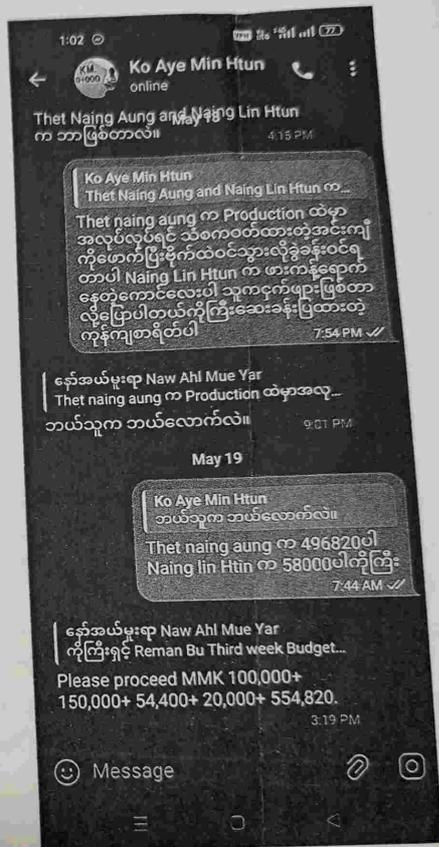 1:02
77
Ko Aye Min Htun
online
KM.
0+000
Thet Naing Aung and Naing Lin Htun
က ဘာဖြစ်တာလဲ။
4:15 PM
Ko Aye Min Htun
Thet Naing Aung and Naing Lin Htun က...
Thet naing aung က Production ထဲမှာ
အလုပ်လုပ်ရင် သံစကဝတ်ထားတဲ့အင်းကျီ
ကိုဖောက်ပြီးဗိုက်ထဲဝင်သွားလို့ခွဲခန်းဝင်ရ
တာပါ Naing Lin Htun က ဖားကန့်ရောက်
နေတဲ့ကောင်လေးပါ သူကငှက်ဖျားဖြစ်တာ
လို့ပြောပါတယ်ကိုကြီးဆေးခန်းပြထားတဲ့
ကုန်ကျစာရိတ်ပါ
7:54 PM
နော်အယ်မူးရာ Naw Ahl Mue Yar
Thet naing aung က Production ထဲမှာအလု...
ဘယ်သူက ဘယ်လောက်လဲ။
9:01 PM
May 19
Ko Aye Min Htun
ဘယ်သူက ဘယ်လောက်လဲ။
Thet naing aung က 496820ပါ
Naing lin Htin က 58000ပါကိုကြီး
7:44 AM
နော်အယ်မူးရာ Naw Ahl Mue Yar
ကိုကြီးရှင့် Reman Bu Third week Budget...
Please proceed MMK 100,000+
150,000+ 54,400+ 20,000+ 554,820.
3:19 PM
Message